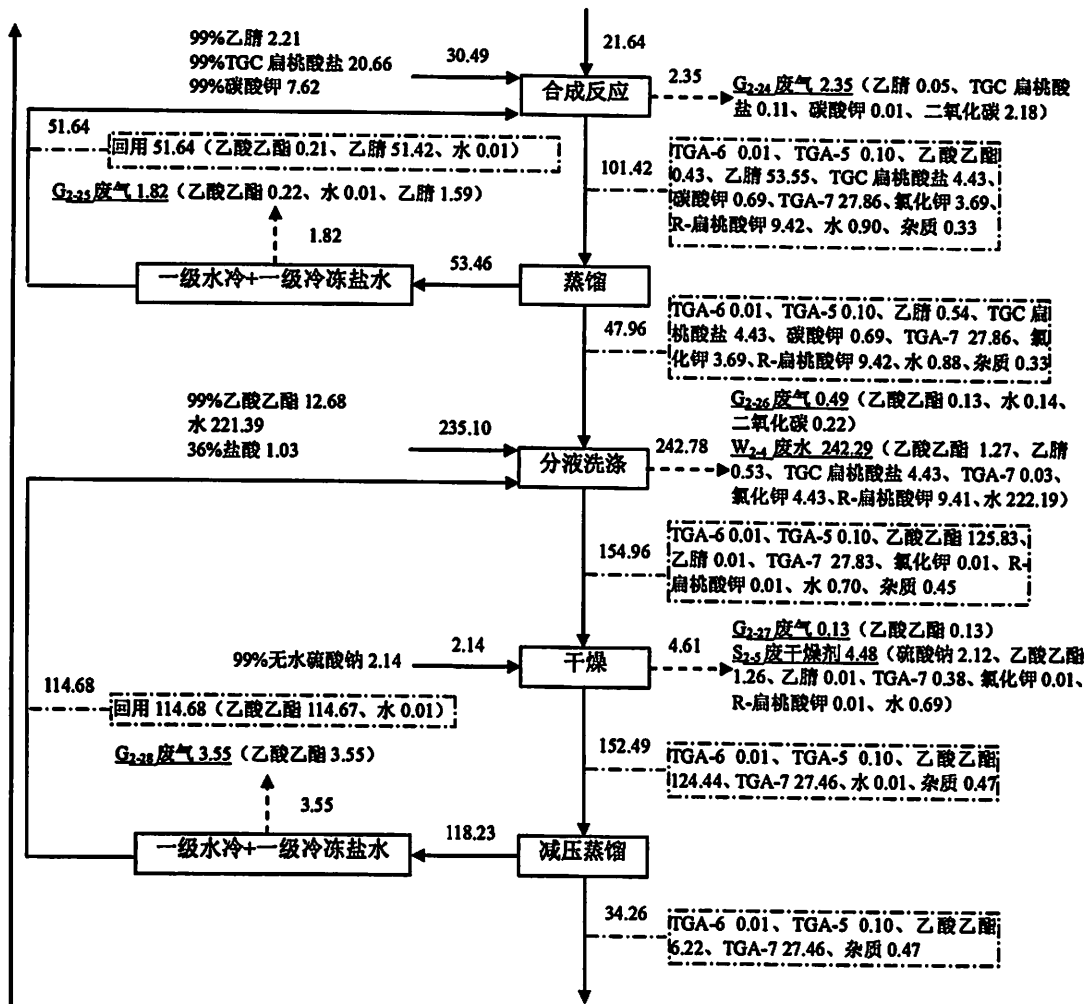 99%乙腈 2.21
99%TGC 扁桃酸盐 20.66
99%碳酸钾 7.62
30.49
21.64
合成反应
2.35
G2-24 废气 2.35（乙腈 0.05、TGC 扁桃酸
盐 0.11、碳酸钾 0.01、二氧化碳 2.18）
51.64
回用 51.64（乙酸乙酯 0.21、乙腈 51.42、水 0.01）
G2-25 废气 1.82（乙酸乙酯 0.22、水 0.01、乙腈 1.59）
1.82
101.42
TGA-6 0.01、TGA-5 0.10、乙酸乙酯
0.43、乙腈 53.55、TGC 扁桃酸盐 4.43、
碳酸钾 0.69、TGA-7 27.86、氯化钾 3.69、
R-扁桃酸钾 9.42、水 0.90、杂质 0.33
一级水冷+一级冷冻盐水
53.46
蒸馏
47.96
TGA-6 0.01、TGA-5 0.10、乙腈 0.54、TGC 扁
桃酸盐 4.43、碳酸钾 0.69、TGA-7 27.86、氯
化钾 3.69、R-扁桃酸钾 9.42、水 0.88、杂质 0.33
99%乙酸乙酯 12.68
水 221.39
36%盐酸 1.03
235.10
分液洗涤
242.78
G2-26 废气 0.49（乙酸乙酯 0.13、水 0.14、
二氧化碳 0.22）
W2-4 废水 242.29（乙酸乙酯 1.27、乙腈
0.53、TGC 扁桃酸盐 4.43、TGA-7 0.03、
氯化钾 4.43、R-扁桃酸钾 9.41、水 222.19）
154.96
TGA-6 0.01、TGA-5 0.10、乙酸乙酯 125.83、
乙腈 0.01、TGA-7 27.83、氯化钾 0.01、R-
扁桃酸钾 0.01、水 0.70、杂质 0.45
99%无水硫酸钠 2.14
2.14
干燥
4.61
G2-27 废气 0.13（乙酸乙酯 0.13）
S2-5 废干燥剂 4.48（硫酸钠 2.12、乙酸乙酯
1.26、乙腈 0.01、TGA-7 0.38、氯化钾 0.01、
R-扁桃酸钾 0.01、水 0.69）
114.68
回用 114.68（乙酸乙酯 114.67、水 0.01）
G2-28 废气 3.55（乙酸乙酯 3.55）
3.55
152.49
TGA-6 0.01、TGA-5 0.10、乙酸乙酯
124.44、TGA-7 27.46、水 0.01、杂质 0.47
一级水冷+一级冷冻盐水
118.23
减压蒸馏
34.26
TGA-6 0.01、TGA-5 0.10、乙酸乙酯
6.22、TGA-7 27.46、杂质 0.47